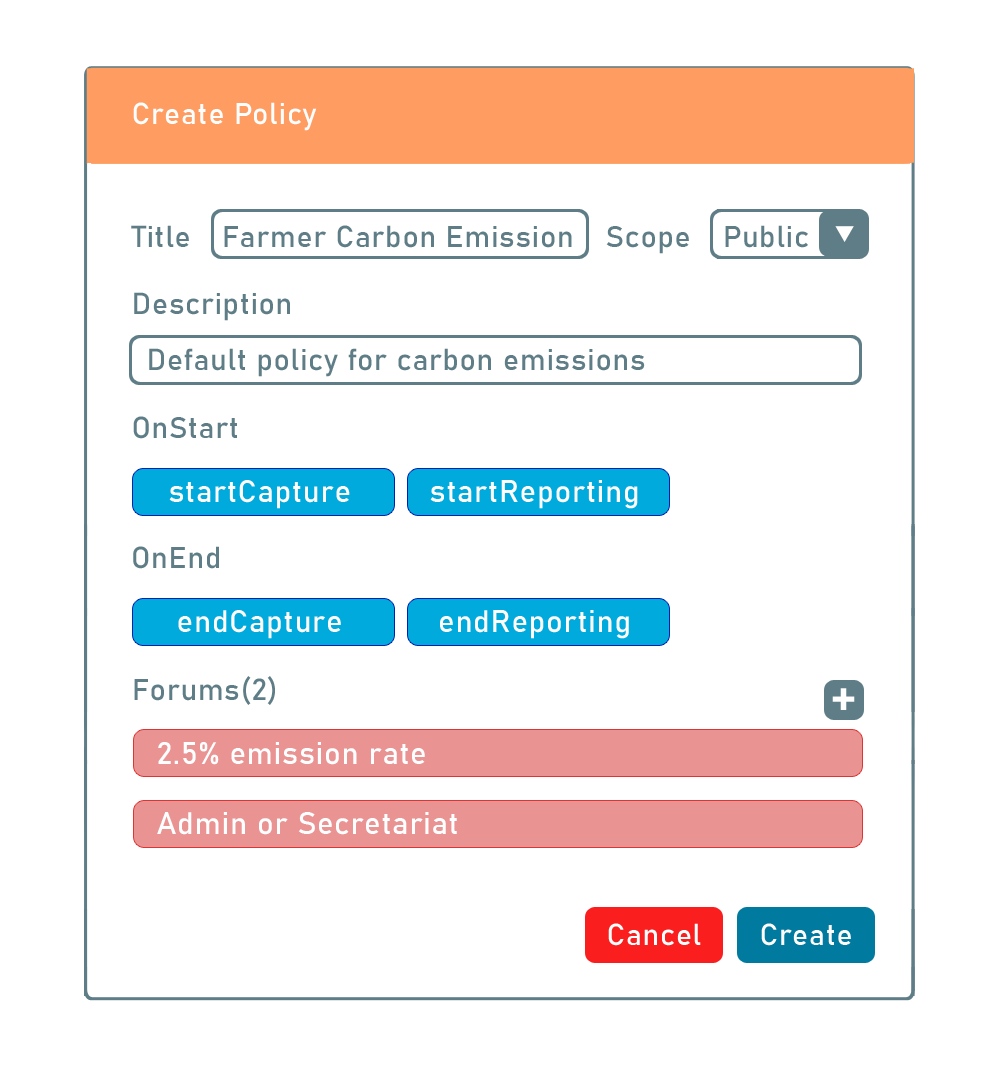 Create Policy
Title Farmer Carbon Emission Scope Public
Description
Default policy for carbon emissions
OnStart
startCapture startReporting
OnEnd
endCapture endReporting
Forums(2)
2.5% emission rate
Admin or Secretariat
Cancel Create